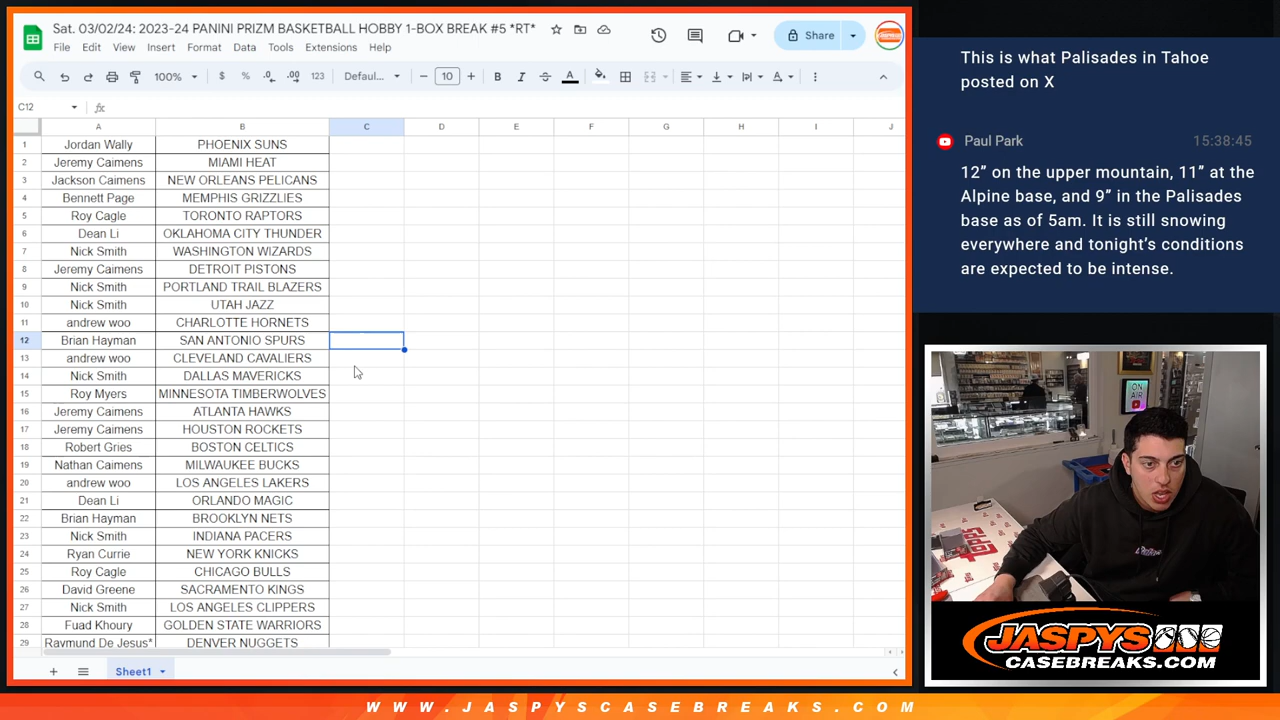 Sat. 03/02/24: 2023-24 PANINI PRIZM BASKETBALL HOBBY 1-BOX BREAK #5 *RT*
File Edit View Insert Format Data Tools Extensions Help
Share
100% $ % .0 .00 123 Defaul... 10 B I A
C12 fx
A B C D E F G H I J
1 Jordan Wally PHOENIX SUNS
2 Jeremy Caimens MIAMI HEAT
3 Jackson Caimens NEW ORLEANS PELICANS
4 Bennett Page MEMPHIS GRIZZLIES
5 Roy Cagle TORONTO RAPTORS
6 Dean Li OKLAHOMA CITY THUNDER
7 Nick Smith WASHINGTON WIZARDS
8 Jeremy Caimens DETROIT PISTONS
9 Nick Smith PORTLAND TRAIL BLAZERS
10 Nick Smith UTAH JAZZ
11 andrew woo CHARLOTTE HORNETS
12 Brian Hayman SAN ANTONIO SPURS
13 andrew woo CLEVELAND CAVALIERS
14 Nick Smith DALLAS MAVERICKS
15 Roy Myers MINNESOTA TIMBERWOLVES
16 Jeremy Caimens ATLANTA HAWKS
17 Jeremy Caimens HOUSTON ROCKETS
18 Robert Gries BOSTON CELTICS
19 Nathan Caimens MILWAUKEE BUCKS
20 andrew woo LOS ANGELES LAKERS
21 Dean Li ORLANDO MAGIC
22 Brian Hayman BROOKLYN NETS
23 Nick Smith INDIANA PACERS
24 Ryan Currie NEW YORK KNICKS
25 Roy Cagle CHICAGO BULLS
26 David Greene SACRAMENTO KINGS
27 Nick Smith LOS ANGELES CLIPPERS
28 Fuad Khoury GOLDEN STATE WARRIORS
29 Raymund De Jesus* DENVER NUGGETS
Sheet1
This is what Palisades in Tahoe
posted on X
Paul Park 15:38:45
12” on the upper mountain, 11” at the
Alpine base, and 9” in the Palisades
base as of 5am. It is still snowing
everywhere and tonight’s conditions
are expected to be intense.
ON
AIR
topps
JASPYS
CASEBREAKS.COM
WWW.JASPYSCASEBREAKS.COM